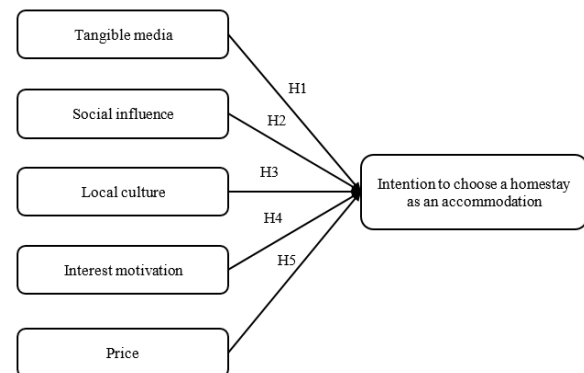 Tangible media
H1
Social influence
H2
Local culture
H3
Intention to choose a homestay
as an accommodation
Interest motivation
H4
H5
Price